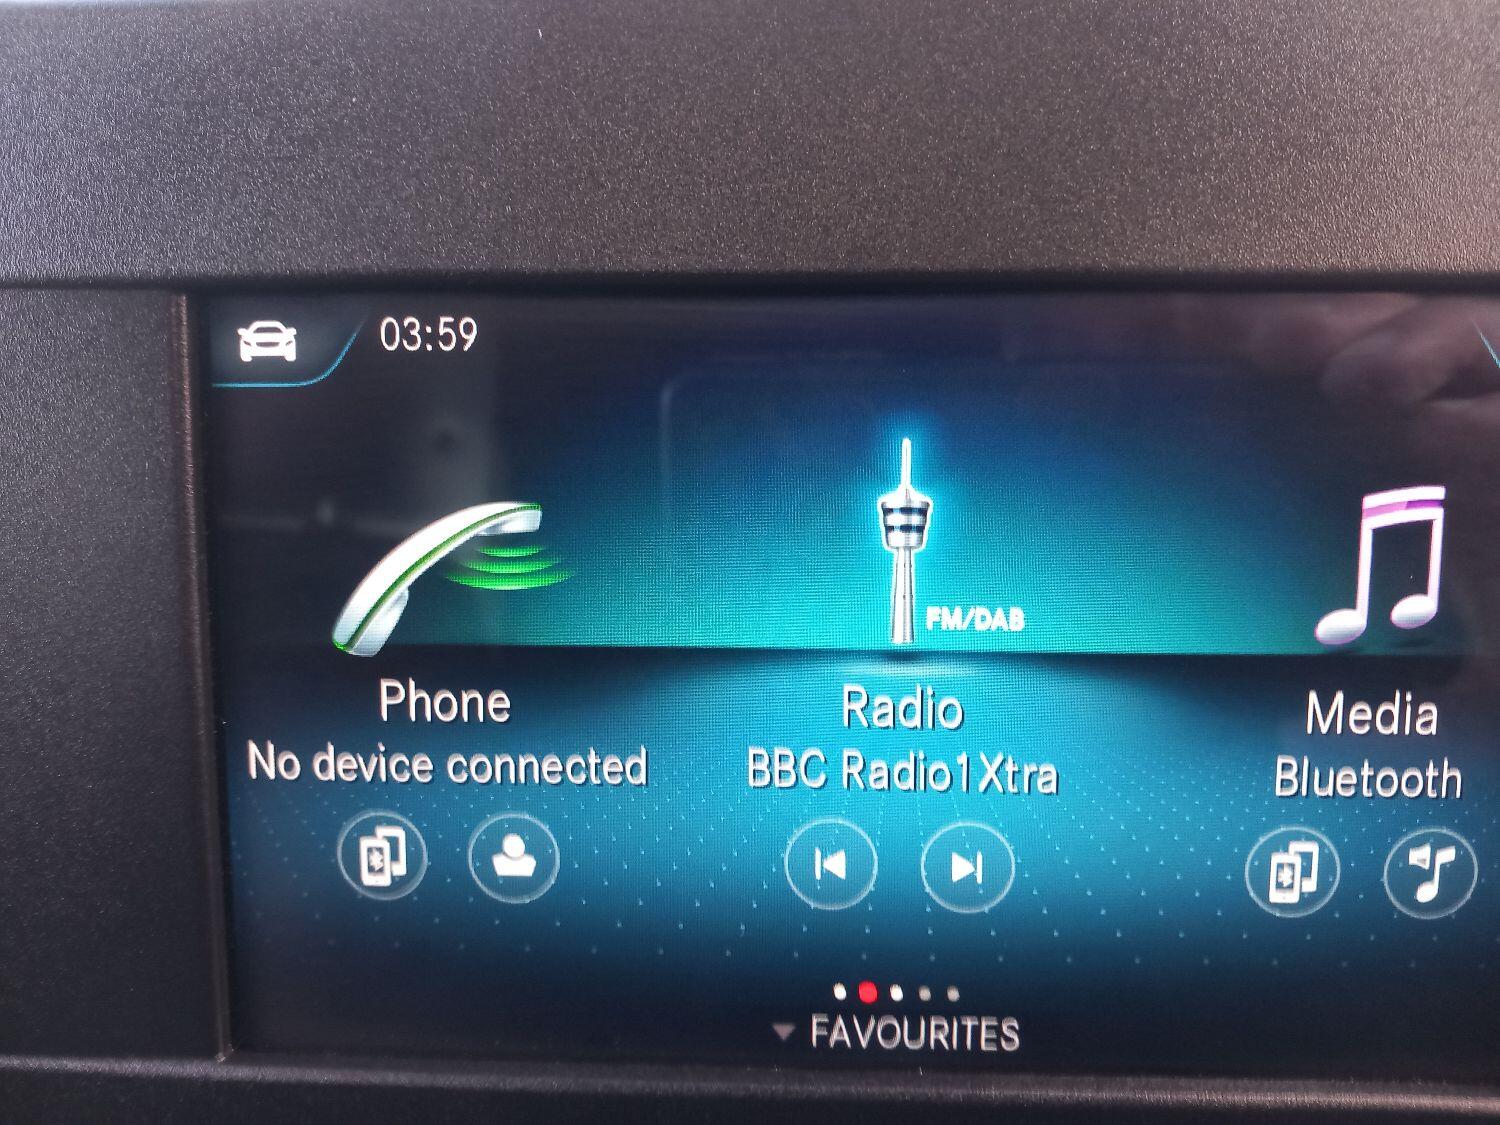 03:59
FM/DAB
Phone
No device connected
Radio
BBC Radio1Xtra
Media
Bluetooth
FAVOURITES